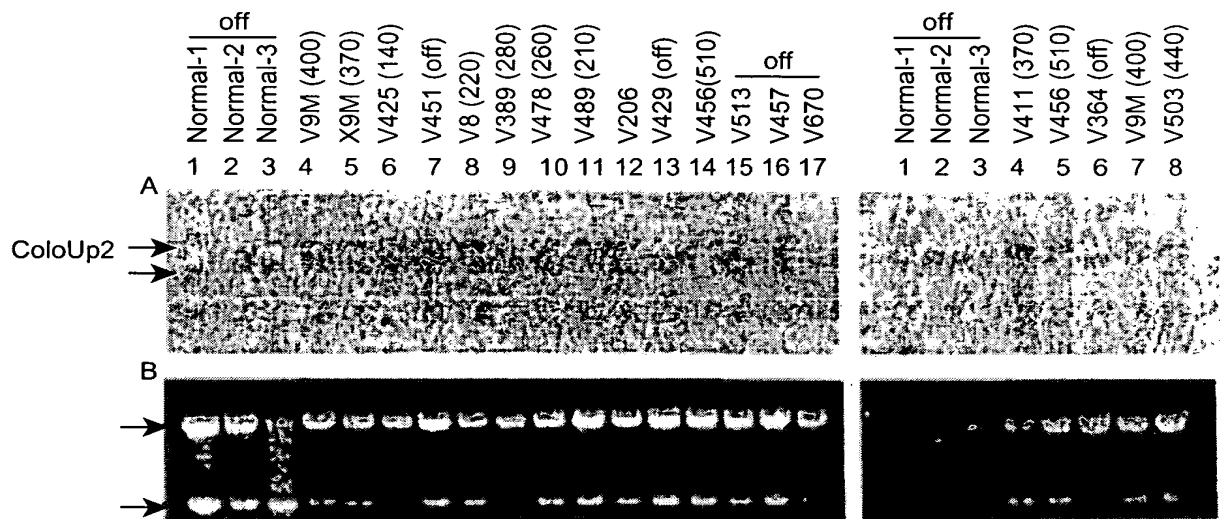 off
off
Normal-1
Normal-2
Normal-3
V9M (400)
X9M (370)
V425 (140)
V451 (off)
V8 (220)
V389 (280)
V478 (260)
V489 (210)
V206
V429 (off)
V456(510)
off
V513
V457
V670
Normal-1
Normal-2
Normal-3
V411 (370)
V456 (510)
V364 (off)
V9M (400)
V503 (440)
1 2 3 4 5 6 7 8 9 10 11 12 13 14 15 16 17
1 2 3 4 5 6 7 8
A
ColoUp2
B